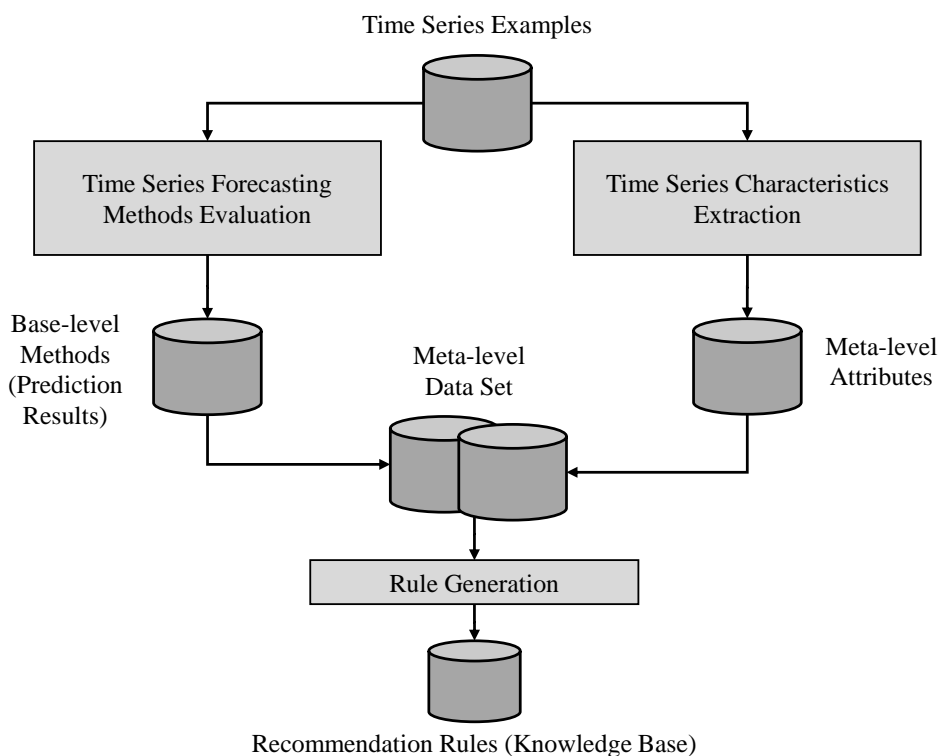 Time Series Examples
Time Series Forecasting
Methods Evaluation
Time Series Characteristics
Extraction
Base-level
Methods
(Prediction
Results)
Meta-level
Data Set
Meta-level
Attributes
Rule Generation
Recommendation Rules (Knowledge Base)